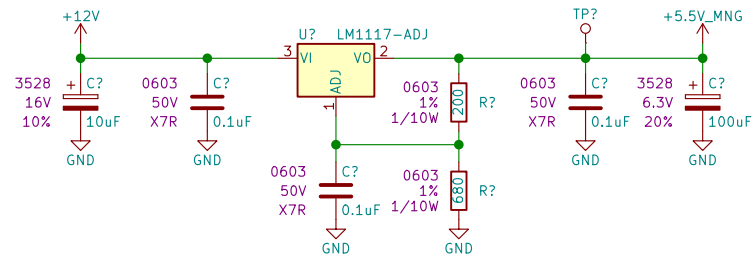 +12V
U? LM1117-ADJ
TP?
+5.5V_MNG
3 VI VO 2
ADJ
1
3528 + C?
16V
10% 10uF
GND
0603 C?
50V
X7R 0.1uF
GND
0603
1% 200 R?
1/10W
0603 C?
50V
X7R 0.1uF
GND
3528 + C?
6.3V
20% 100uF
GND
0603 C?
50V
X7R 0.1uF
GND
0603
1% 680 R?
1/10W
GND